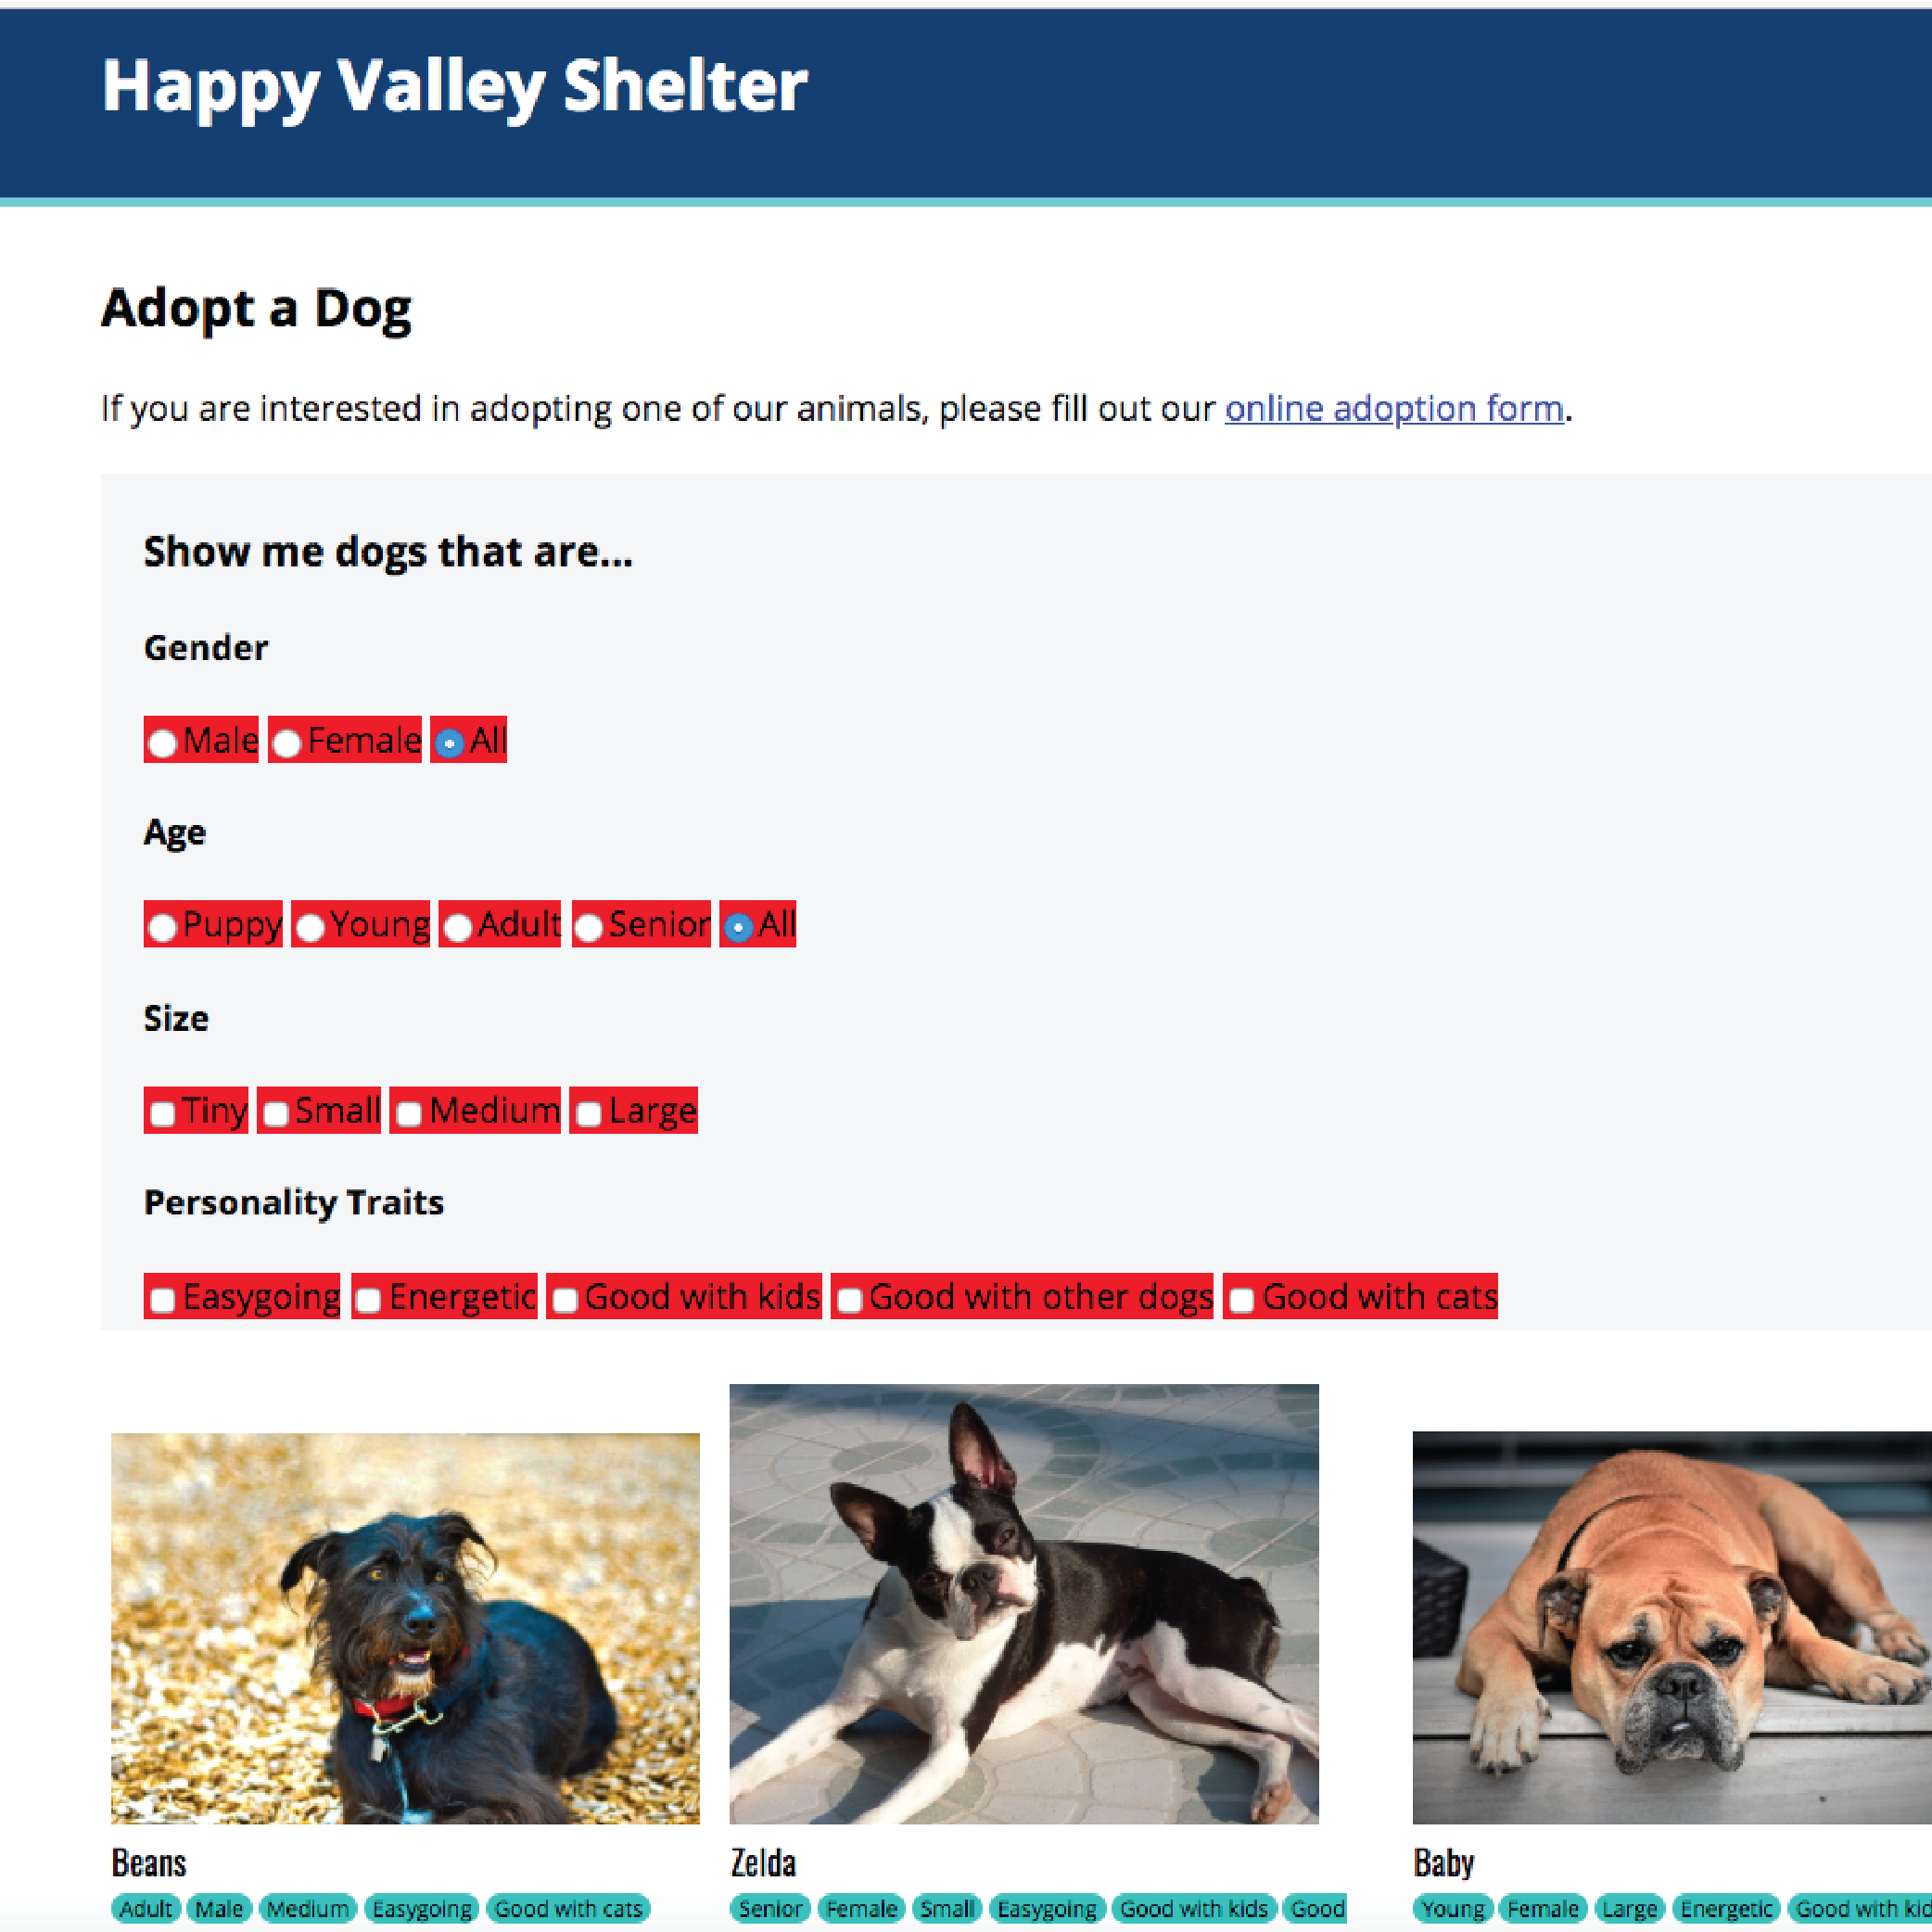 Happy Valley Shelter
Adopt a Dog
If you are interested in adopting one of our animals, please fill out our online adoption form.
Show me dogs that are...
Gender
Male Female All
Age
Puppy Young Adult Senior All
Size
Tiny Small Medium Large
Personality Traits
Easygoing Energetic Good with kids Good with other dogs Good with cats
Beans
Adult Male Medium Easygoing Good with cats
Zelda
Senior Female Small Easygoing Good with kids Good
Baby
Young Female Large Energetic Good with